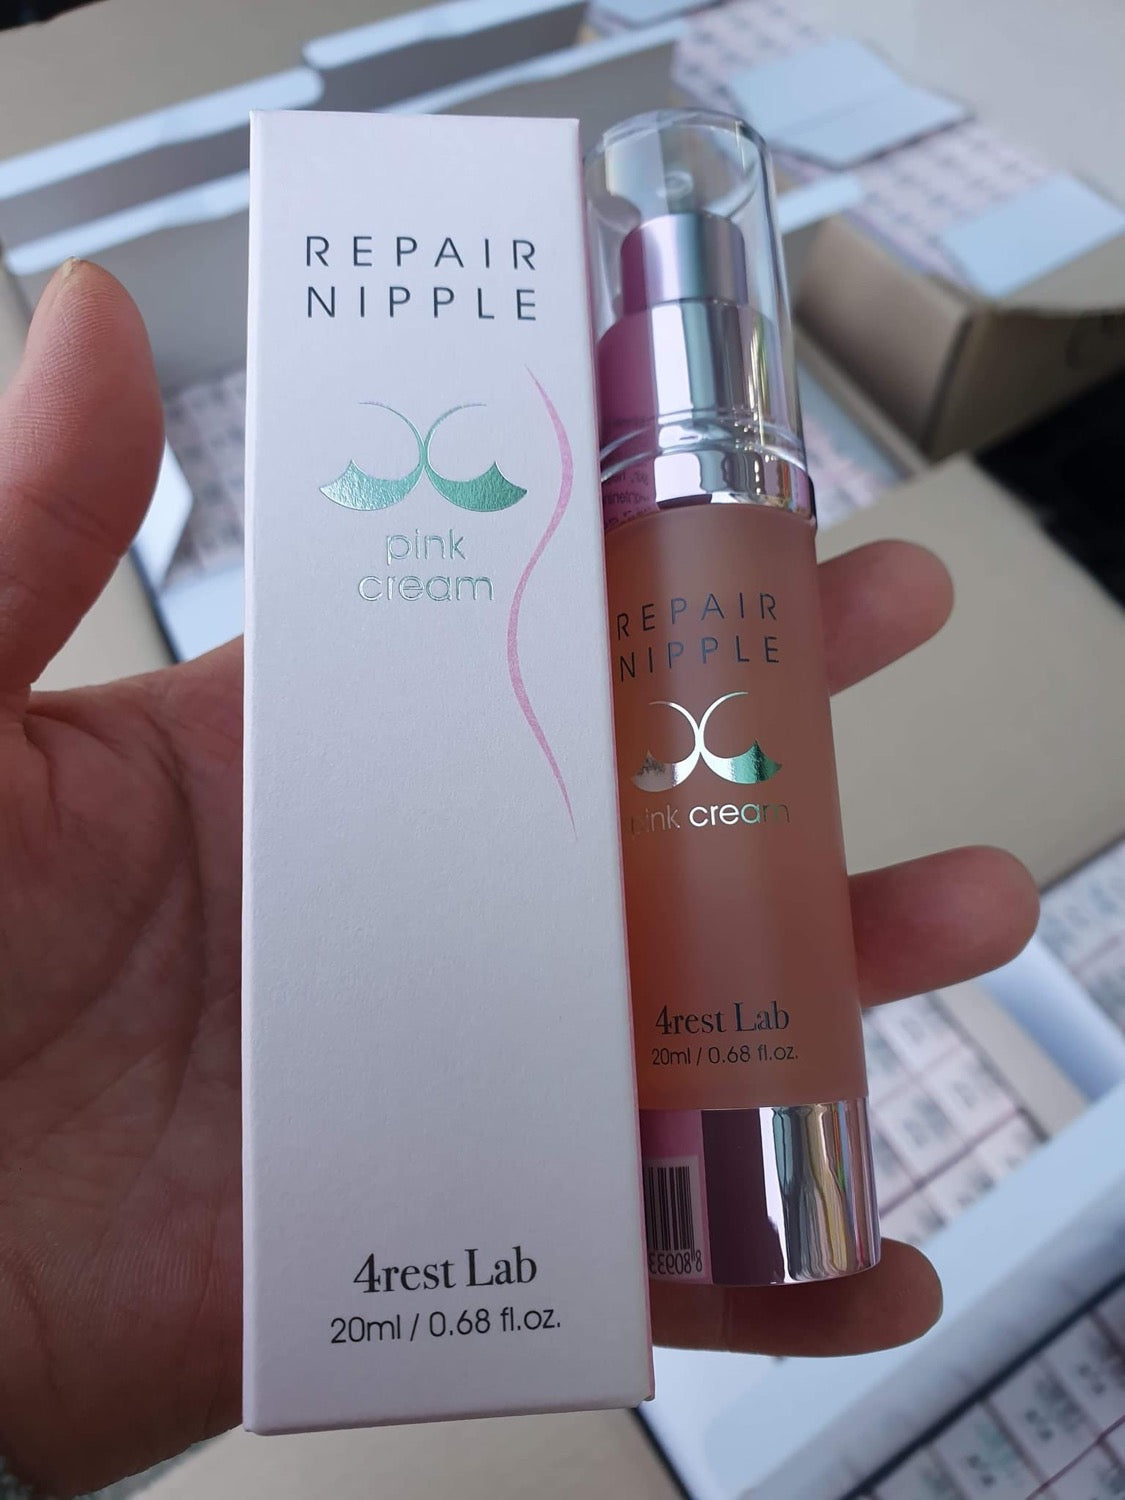 REPAIR
NIPPLE
pink
cream
4rest Lab
20ml / 0.68 fl.oz.
REPAIR
NIPPLE
pink cream
4rest Lab
20ml / 0.68 fl.oz.